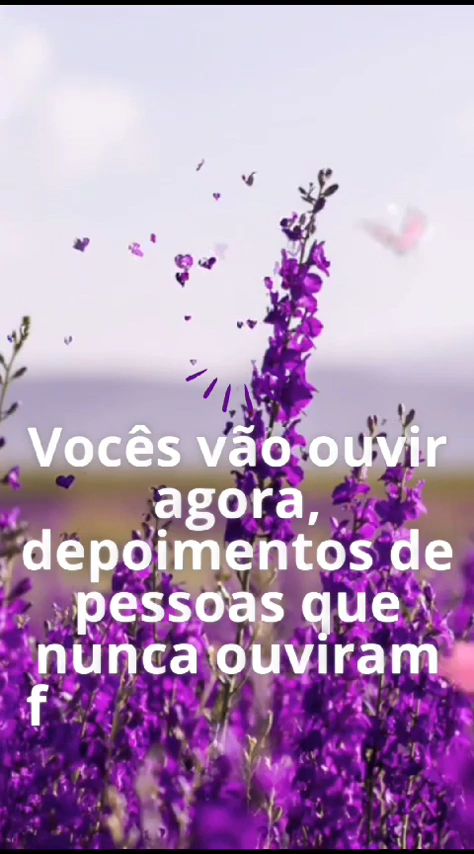 Vocês vão ouvir
agora,
depoimentos de
pessoas que
nunca ouviram
f